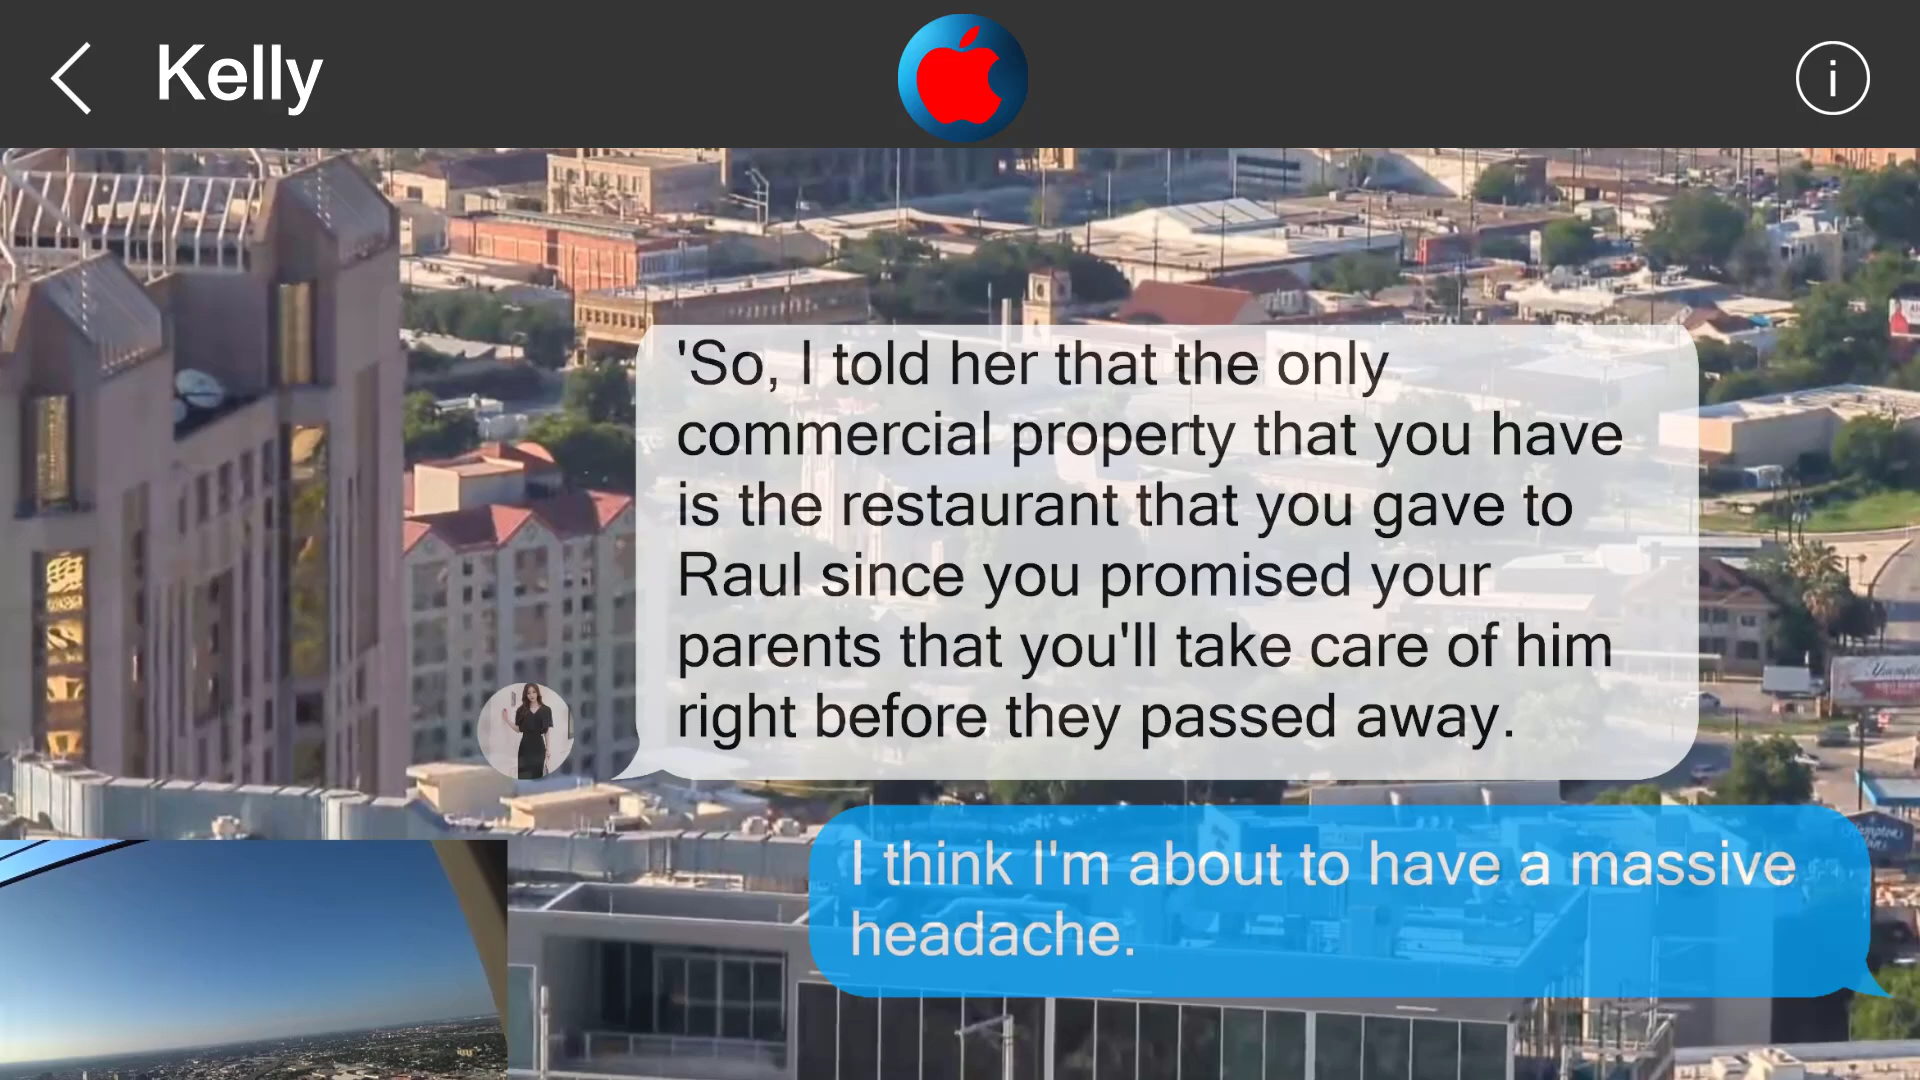 Kelly
i
'So, I told her that the only
commercial property that you have
is the restaurant that you gave to
Raul since you promised your
parents that you'll take care of him
right before they passed away.
I think I'm about to have a massive
headache.